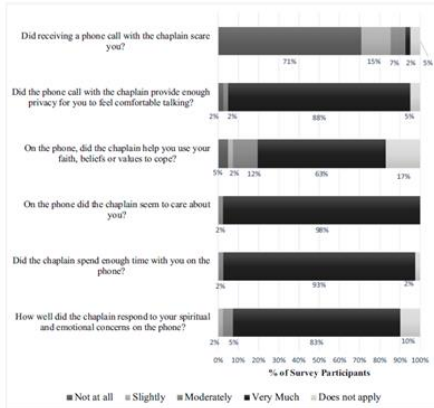 Did receiving a phone call with the chaplain scare
you?
71% 15% 7% 2% 5%
Did the phone call with the chaplain provide enough
privacy for you to feel comfortable talking?
2% 2% 88% 5%
On the phone, did the chaplain help you use your
faith, beliefs or values to cope?
5% 2% 12% 63% 17%
On the phone did the chaplain seem to care about
you?
2% 98%
Did the chaplain spend enough time with you on the
phone?
2% 93% 2%
How well did the chaplain respond to your spiritual
and emotional concerns on the phone?
2% 5% 83% 10%
0% 10% 20% 30% 40% 50% 60% 70% 80% 90% 100%
% of Survey Participants
Not at all Slightly Moderately Very Much Does not apply